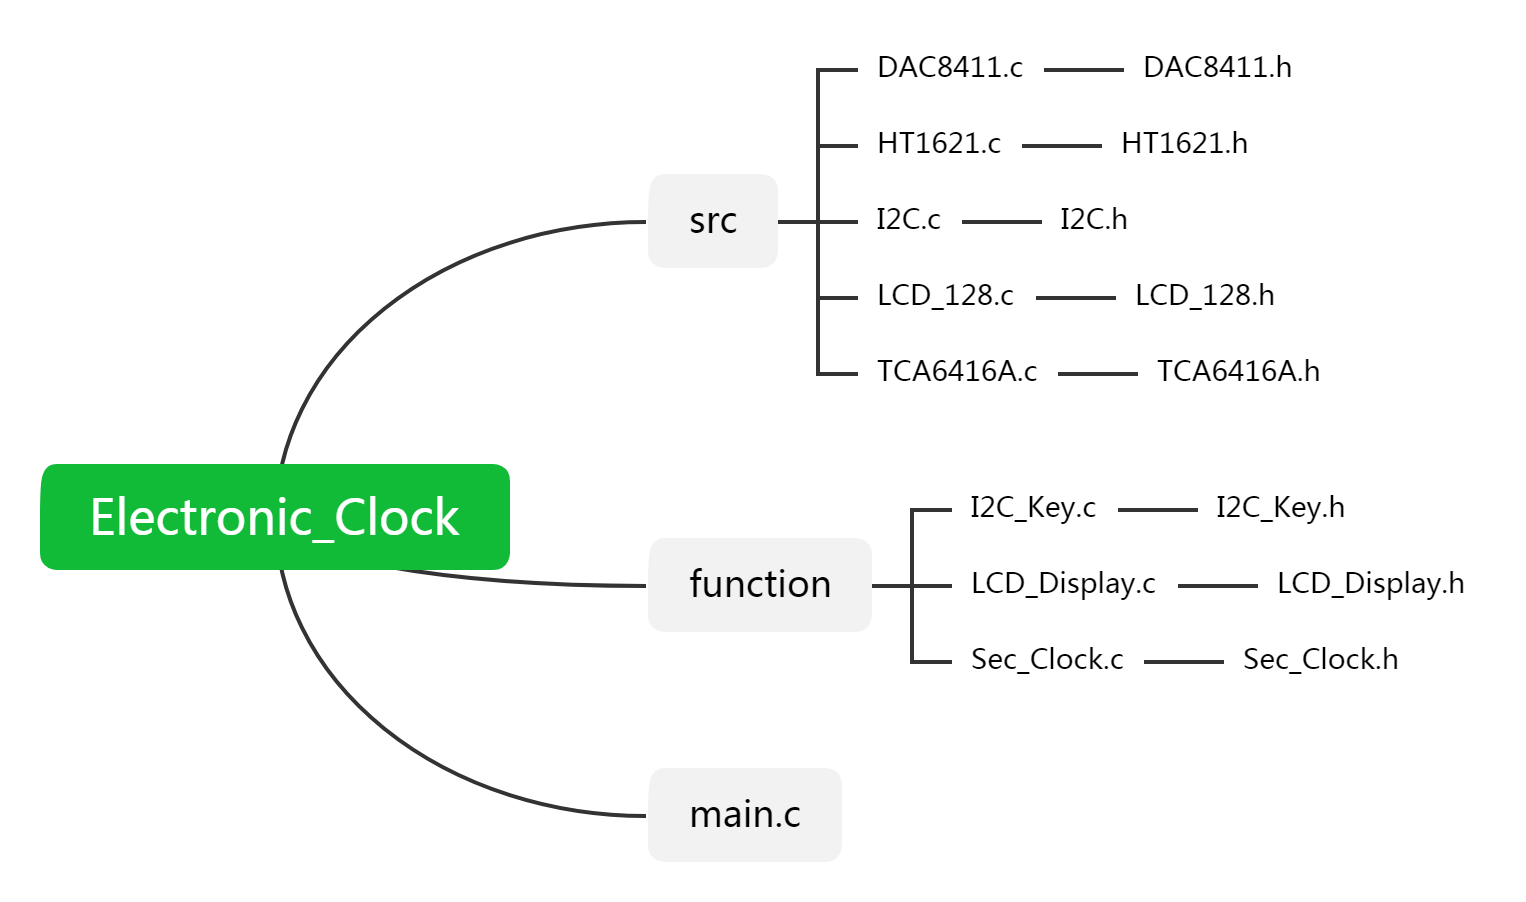 Electronic_Clock
src
DAC8411.c DAC8411.h
HT1621.c HT1621.h
I2C.c I2C.h
LCD_128.c LCD_128.h
TCA6416A.c TCA6416A.h
function
I2C_Key.c I2C_Key.h
LCD_Display.c LCD_Display.h
Sec_Clock.c Sec_Clock.h
main.c